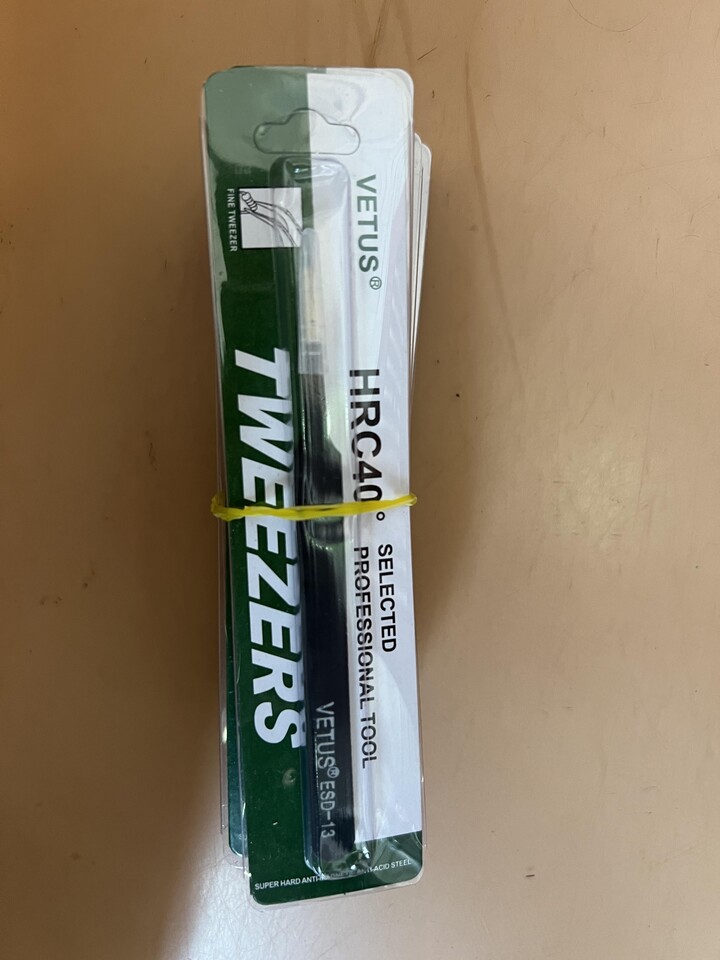 VETUS®
HRC40°
SELECTED
PROFESSIONAL TOOL
FINE TWEEZER
TWEEZERS
VETUS® ESD-13
SUPER HARD ANTI-
ACID STEEL